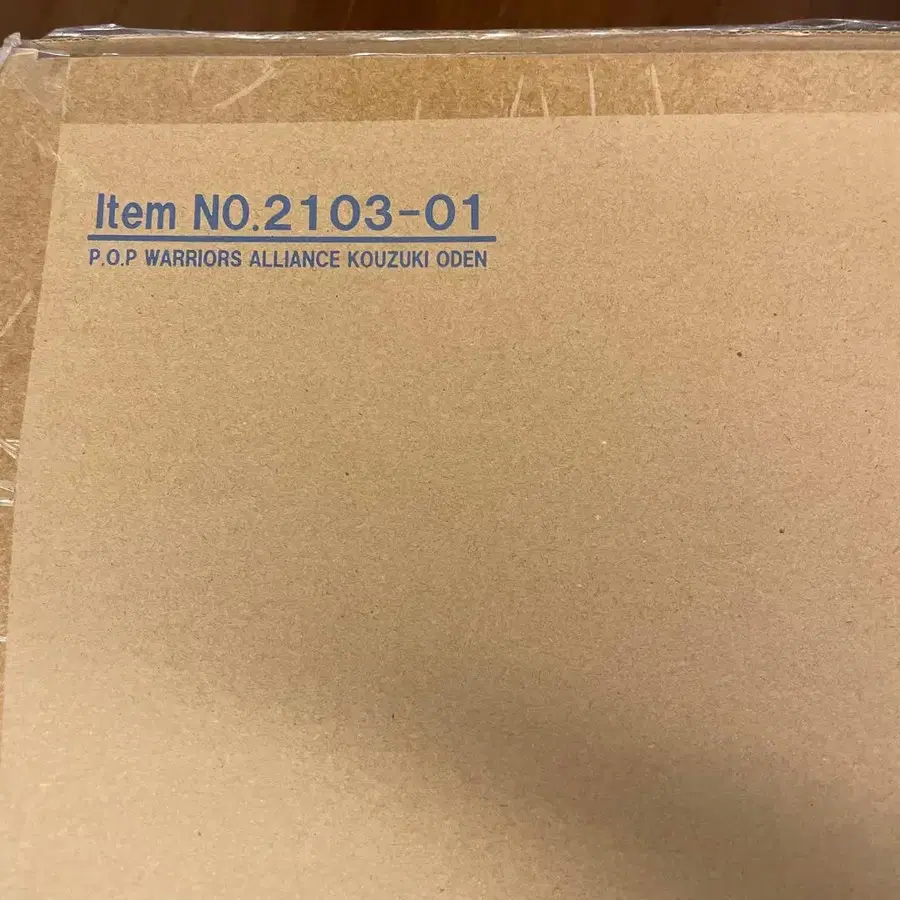 Item NO.2103-01
P.O.P WARRIORS ALLIANCE KOUZUKI ODEN